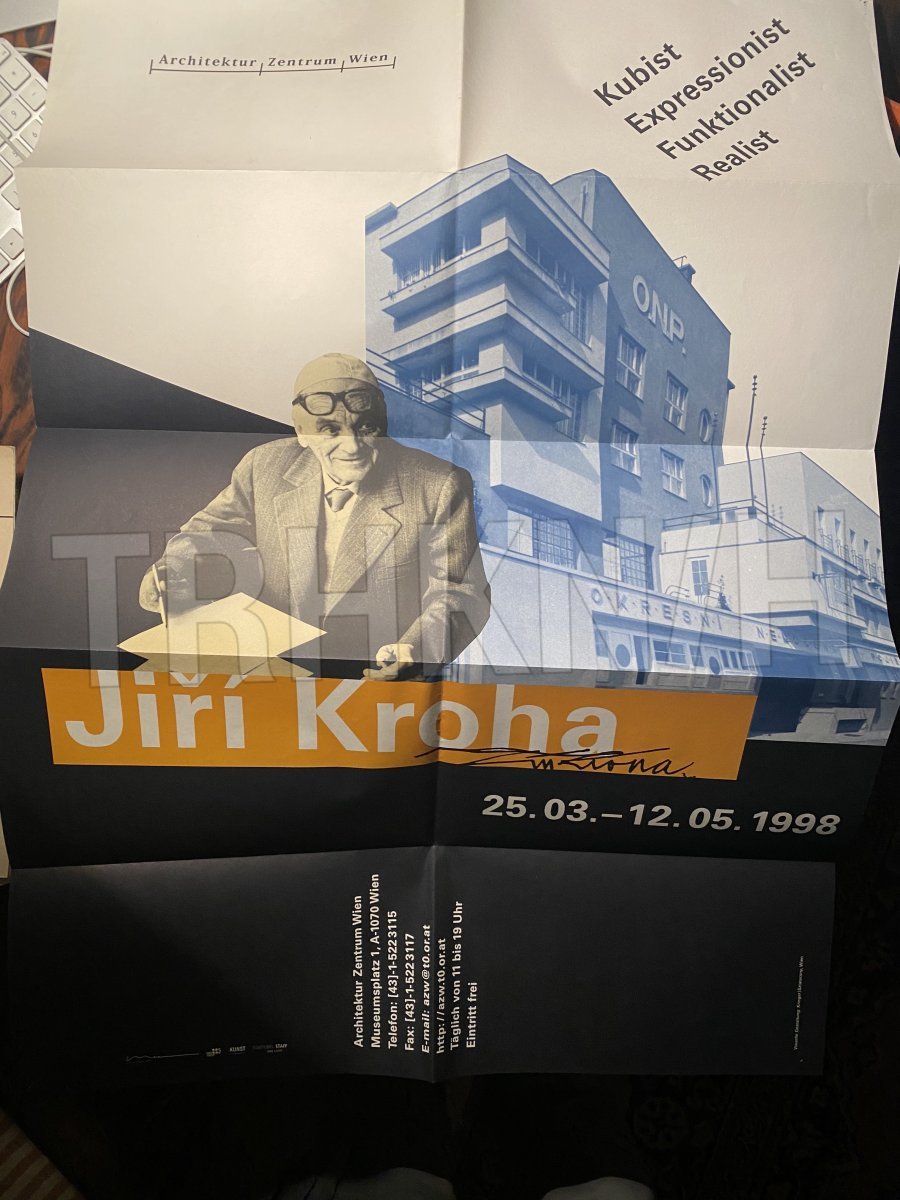 Architektur Zentrum Wien
Kubist
Expressionist
Funktionalist
Realist
O.N.P.
OKRESNÍ NE
TRHKNIH
Jiří Kroha
25. 03. – 12. 05. 1998
Architektur Zentrum Wien
Museumsplatz 1, A-1070 Wien
Telefon: [43]-1-522 3115
Fax: [43]-1-522 3117
E-mail: azw@t0.or.at
http://azw.t0.or.at
Täglich von 11 bis 19 Uhr
Eintritt frei
KUNST